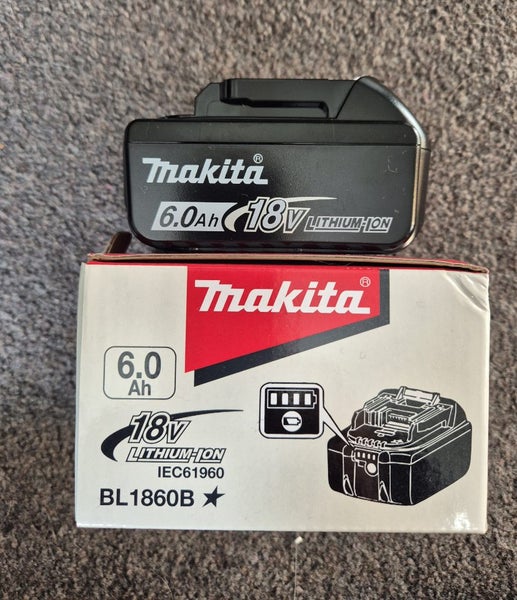 makita®
6.0Ah 18V LITHIUM-ION
makita®
6.0
Ah
18V
LITHIUM-ION
IEC61960
BL1860B ★